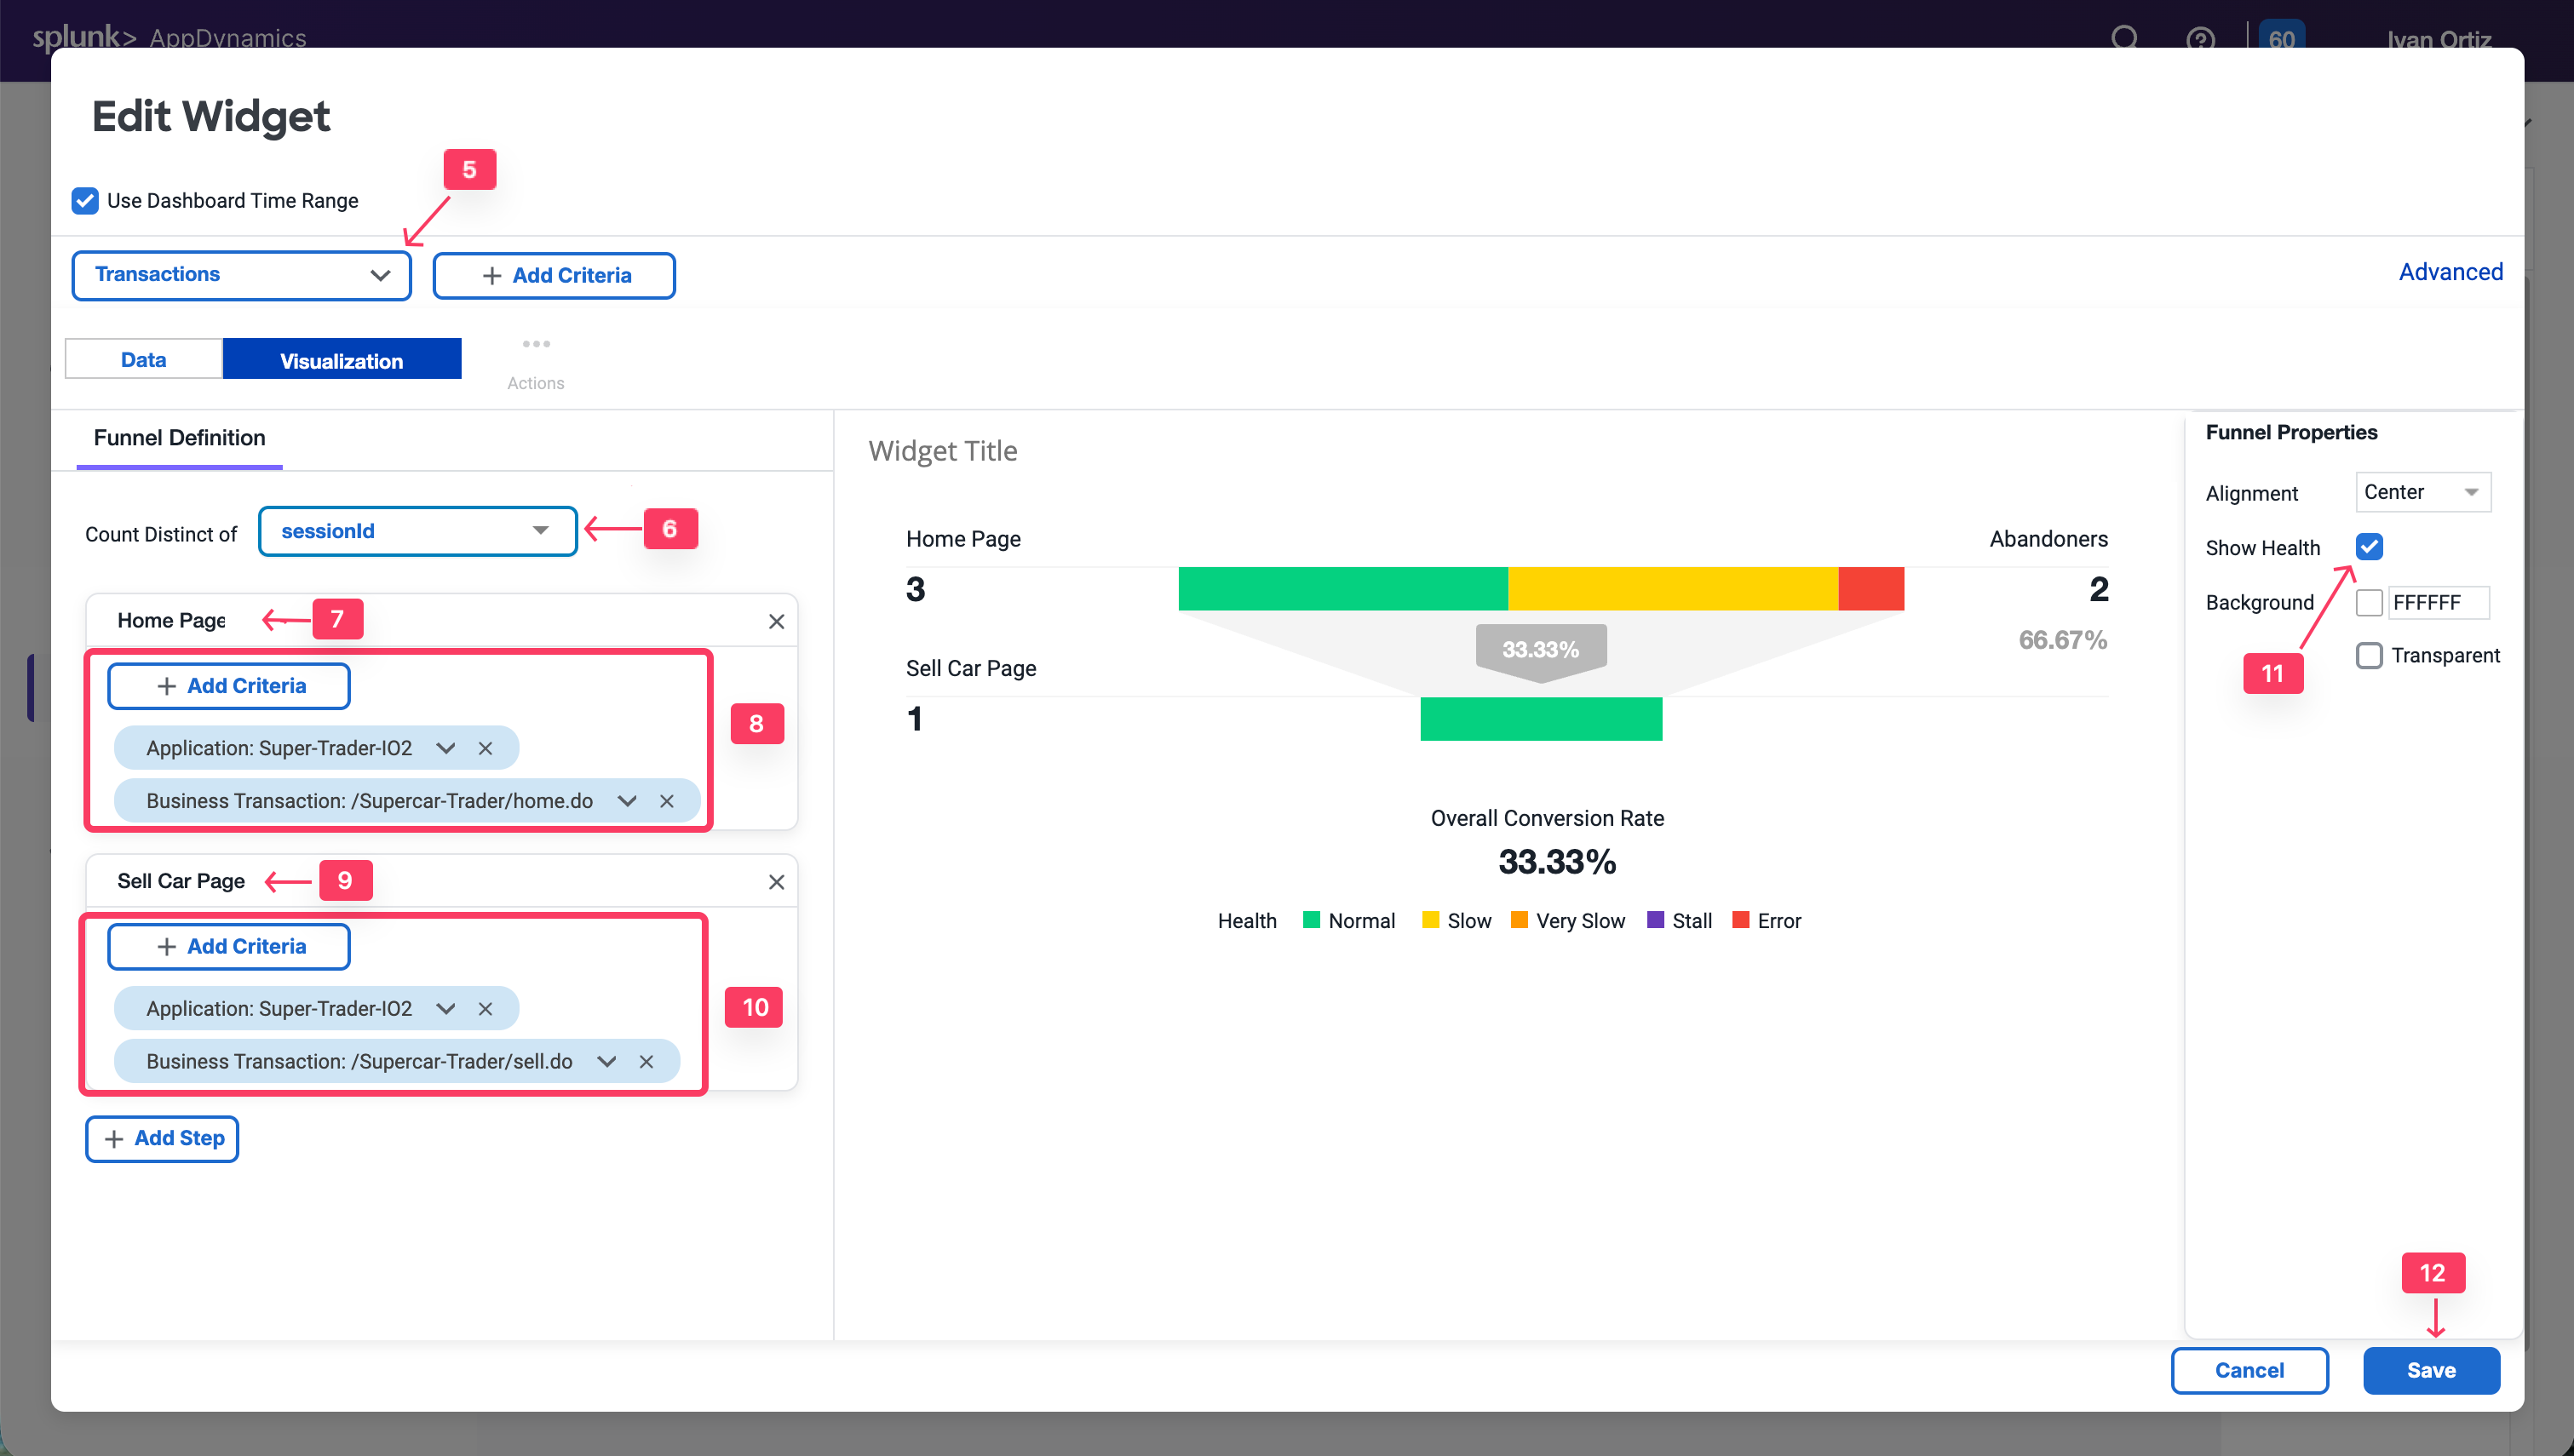 splunk> AppDynamics
60
Ivan Ortiz
Edit Widget
5
Use Dashboard Time Range
Transactions
+ Add Criteria
Advanced
Data
Visualization
Actions
Funnel Definition
Count Distinct of
sessionId
6
Home Page
7
+ Add Criteria
Application: Super-Trader-IO2
Business Transaction: /Supercar-Trader/home.do
8
Sell Car Page
9
+ Add Criteria
Application: Super-Trader-IO2
Business Transaction: /Supercar-Trader/sell.do
10
+ Add Step
Widget Title
Home Page
Abandoners
3
2
33.33%
66.67%
Sell Car Page
1
Overall Conversion Rate
33.33%
Health
Normal
Slow
Very Slow
Stall
Error
Funnel Properties
Alignment
Center
Show Health
Background
FFFFFF
Transparent
11
12
Cancel
Save